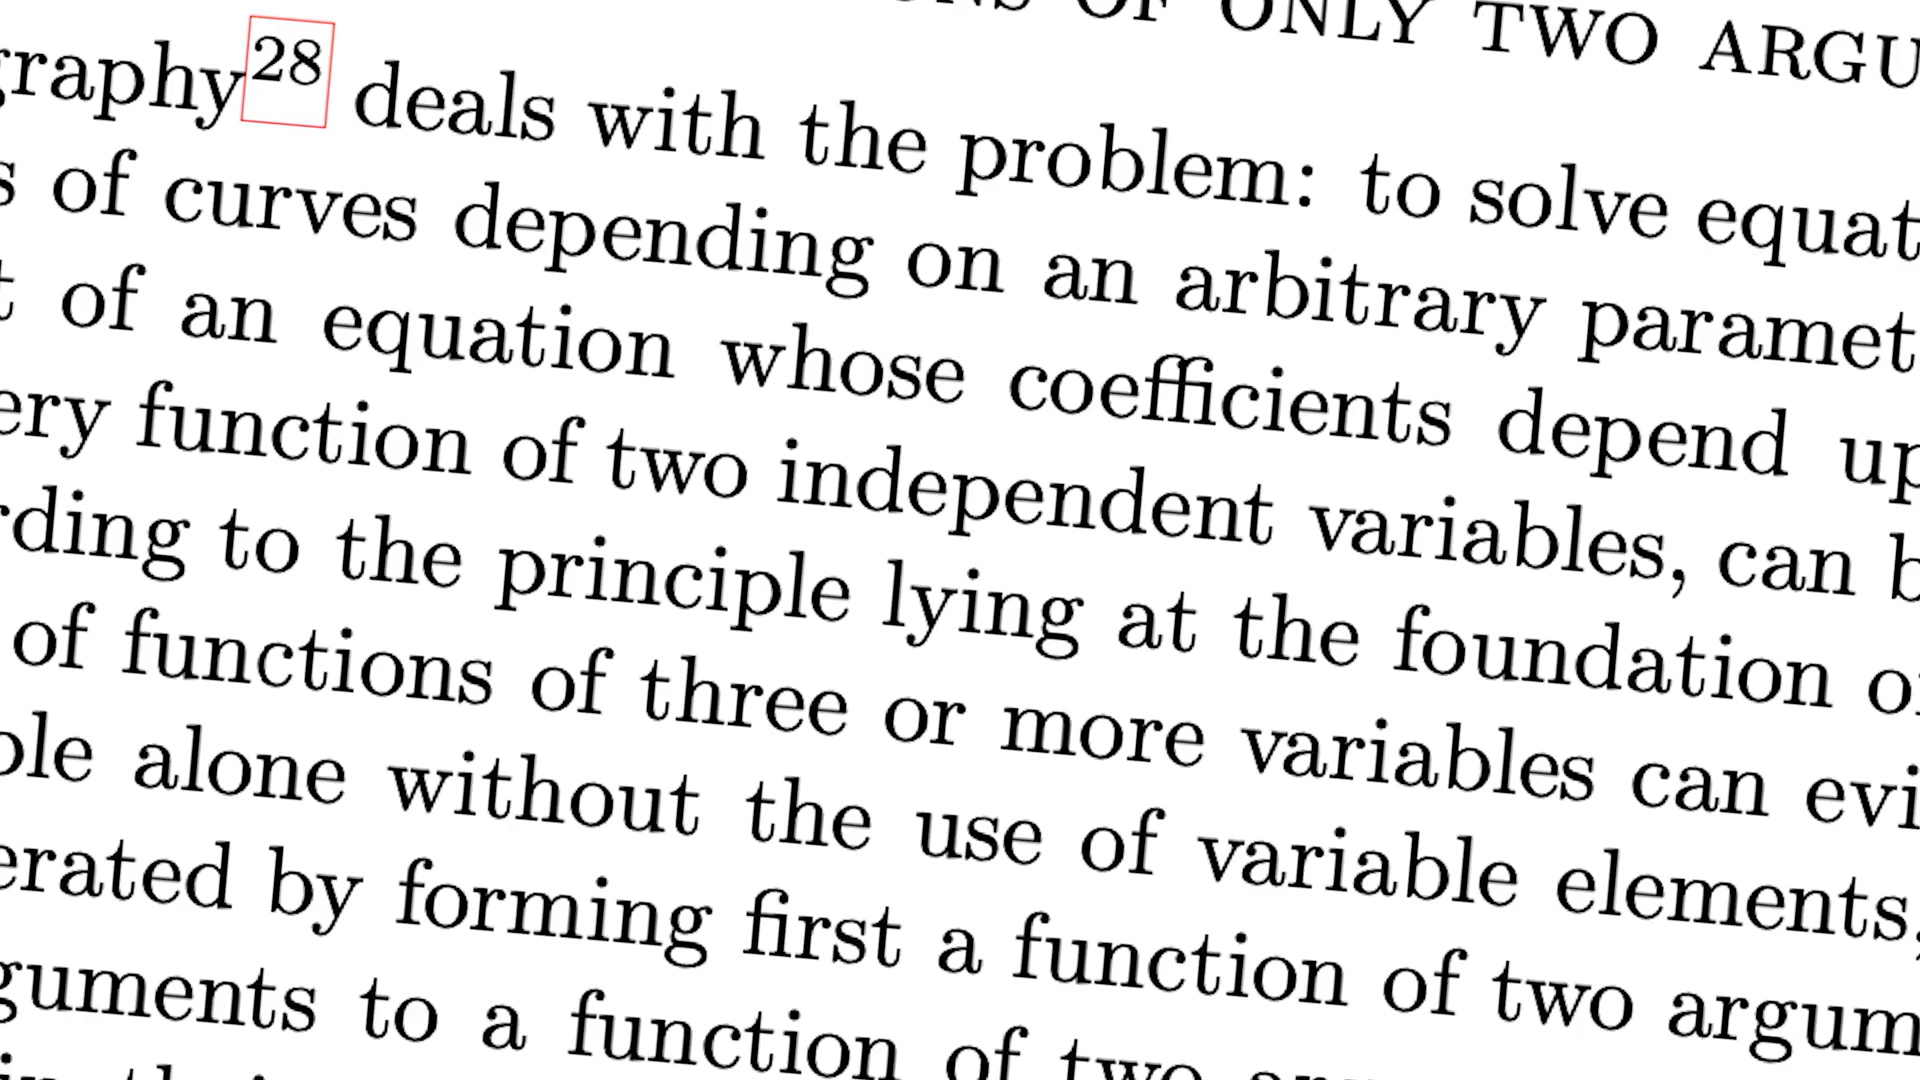 OF ONLY TWO ARGU
graphy28 deals with the problem: to solve equat
s of curves depending on an arbitrary paramet
t of an equation whose coefficients depend up
ery function of two independent variables, can b
rding to the principle lying at the foundation o
of functions of three or more variables can evi
ole alone without the use of variable elements,
erated by forming first a function of two argum
guments to a function of two